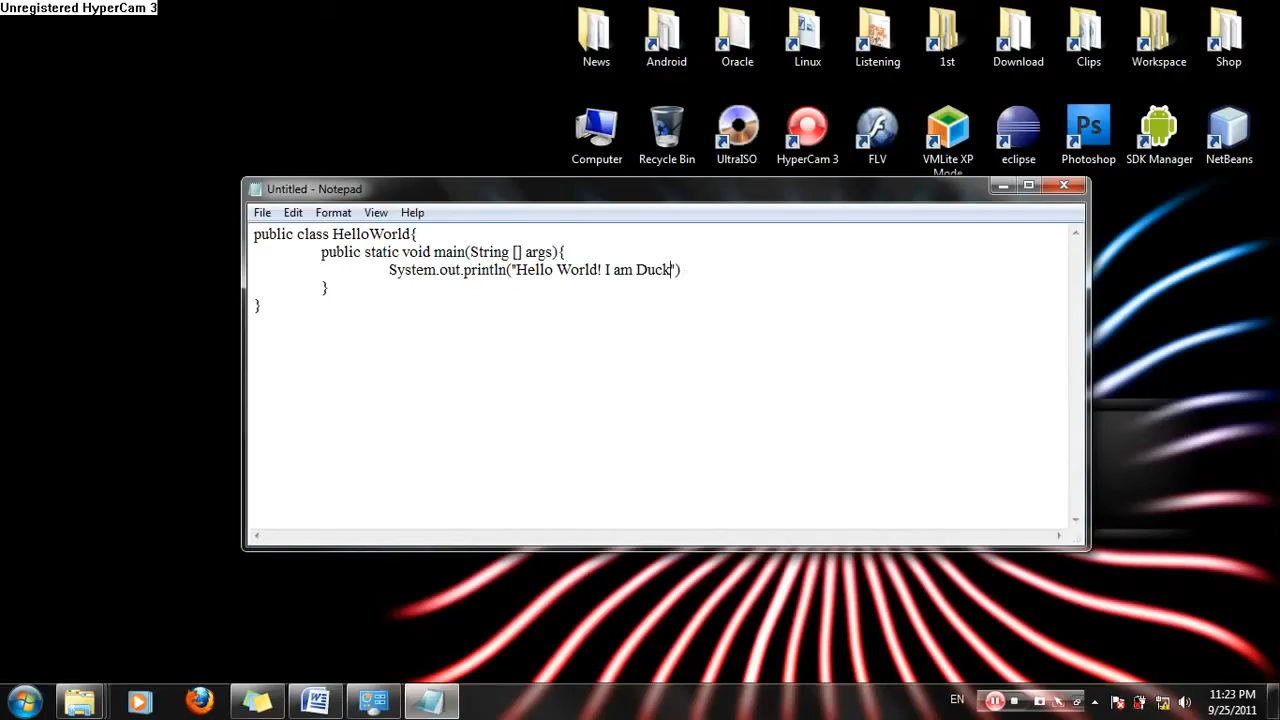 Unregistered HyperCam 3
News Android Oracle Linux Listening 1st Download Clips Workspace Shop
Computer Recycle Bin UltraISO HyperCam 3 FLV VMLite XP Mode eclipse Photoshop SDK Manager NetBeans
Ps
Untitled - Notepad
File Edit Format View Help
public class HelloWorld{
public static void main(String [] args){
System.out.println("Hello World! I am Duck")
}
}
W
EN
11:23 PM
9/25/2011